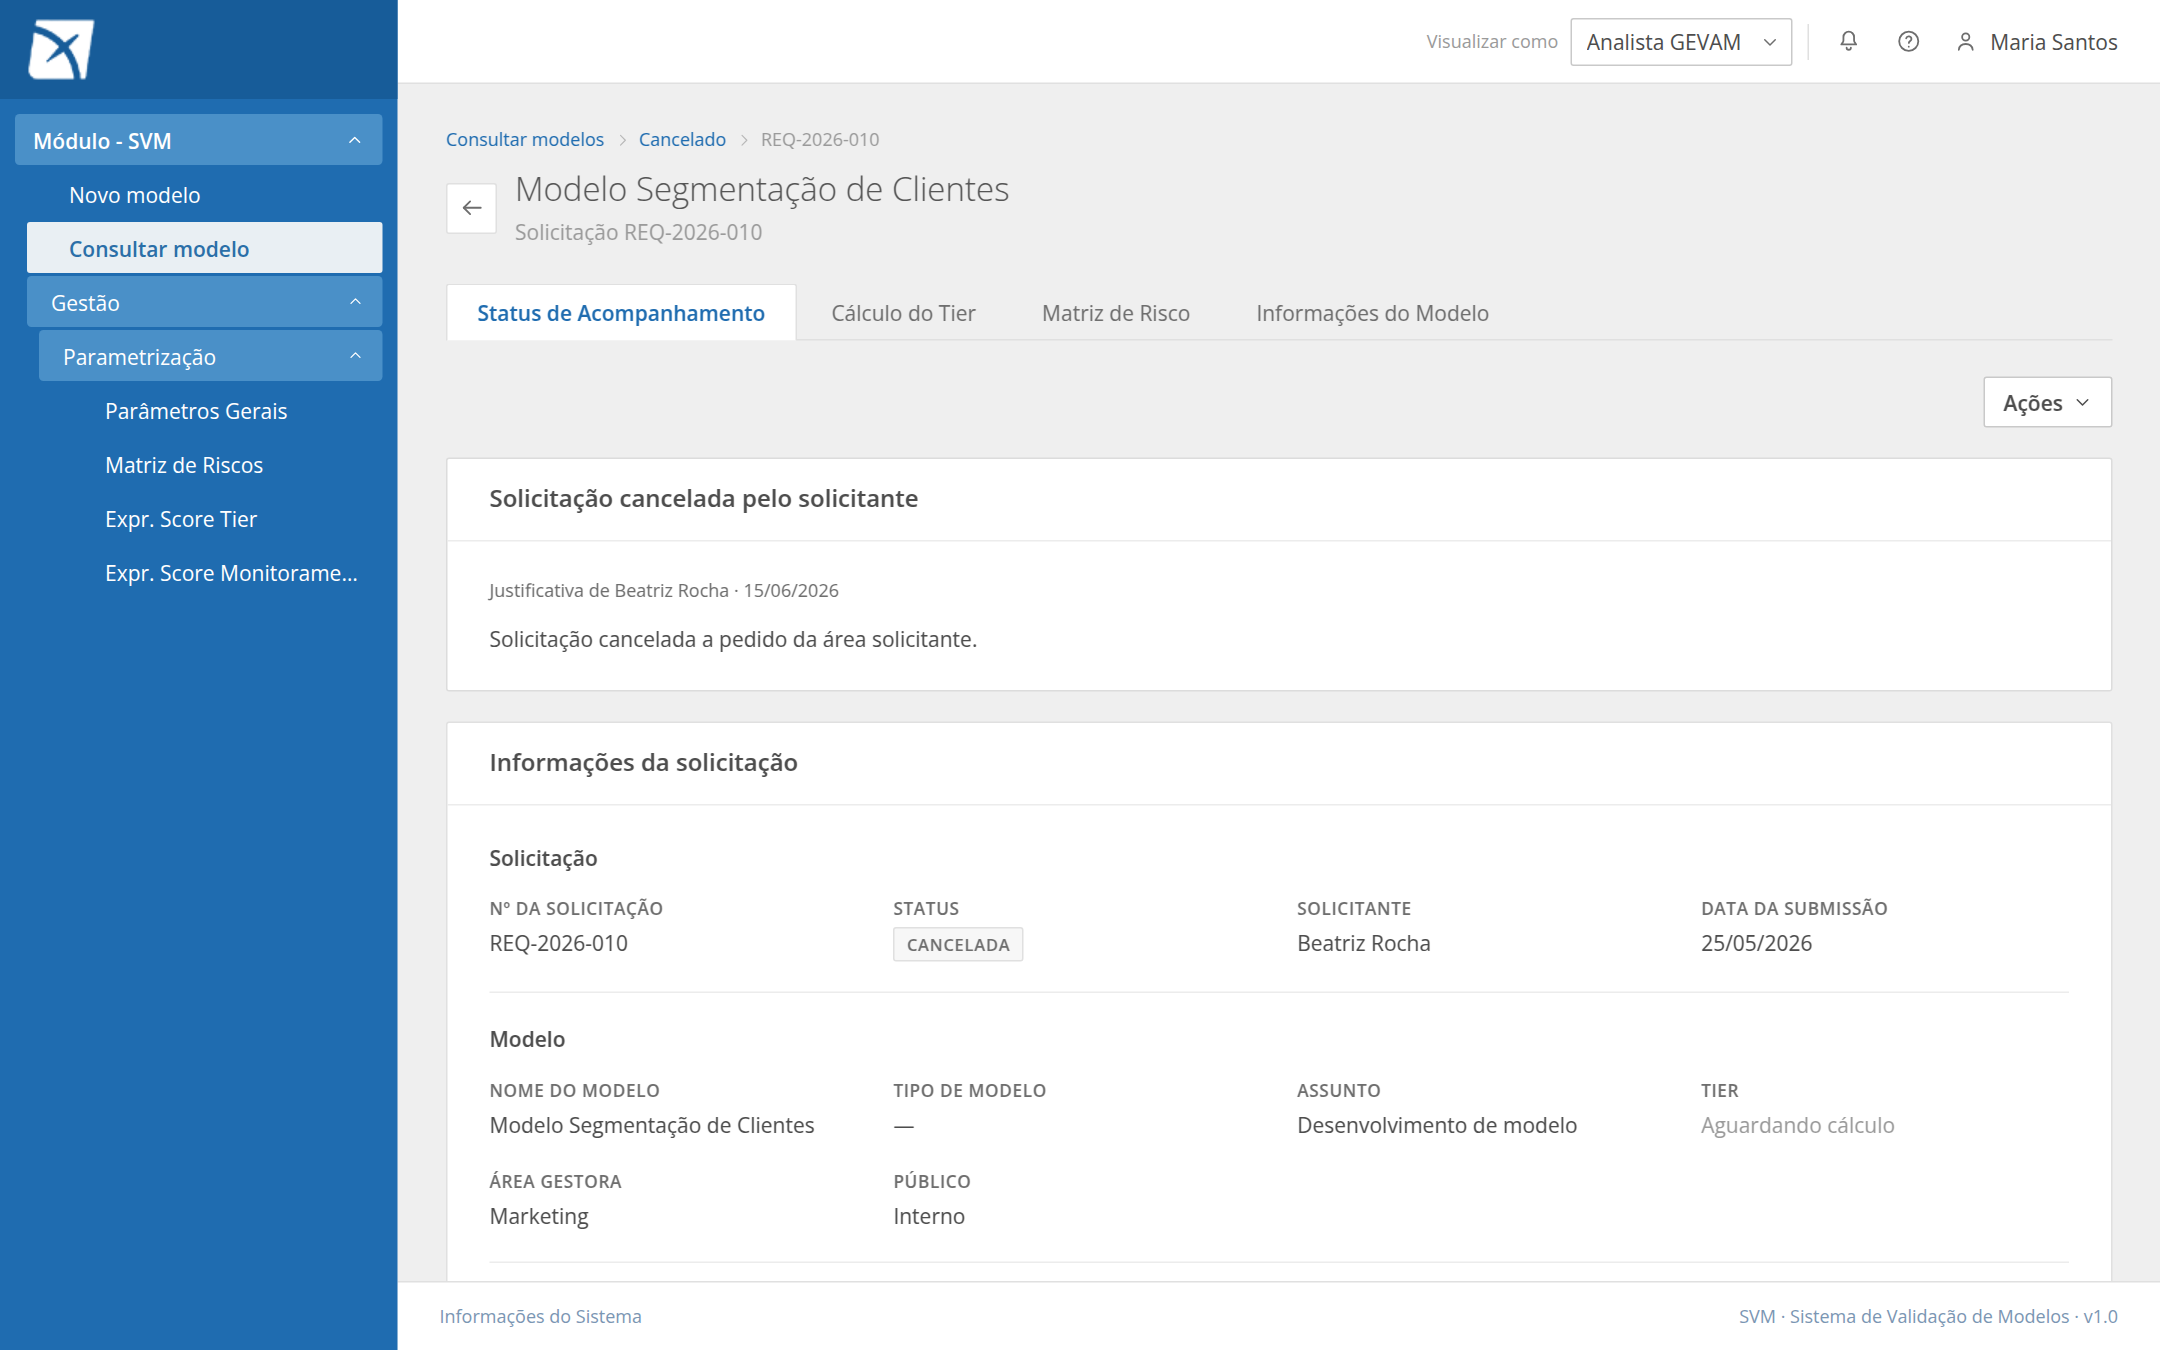 Visualizar como
Analista GEVAM
Maria Santos
Módulo - SVM
Novo modelo
Consultar modelo
Gestão
Parametrização
Parâmetros Gerais
Matriz de Riscos
Expr. Score Tier
Expr. Score Monitorame...
Consultar modelos > Cancelado > REQ-2026-010
Modelo Segmentação de Clientes
Solicitação REQ-2026-010
Status de Acompanhamento
Cálculo do Tier
Matriz de Risco
Informações do Modelo
Ações
Solicitação cancelada pelo solicitante
Justificativa de Beatriz Rocha · 15/06/2026
Solicitação cancelada a pedido da área solicitante.
Informações da solicitação
Solicitação
Nº DA SOLICITAÇÃO
REQ-2026-010
STATUS
CANCELADA
SOLICITANTE
Beatriz Rocha
DATA DA SUBMISSÃO
25/05/2026
Modelo
NOME DO MODELO
Modelo Segmentação de Clientes
TIPO DE MODELO
—
ASSUNTO
Desenvolvimento de modelo
TIER
Aguardando cálculo
ÁREA GESTORA
Marketing
PÚBLICO
Interno
Informações do Sistema
SVM · Sistema de Validação de Modelos · v1.0